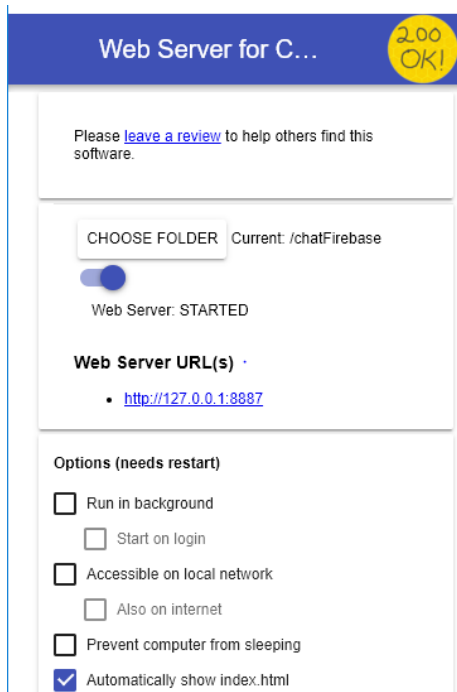 Web Server for C...
200
OK!
Please leave a review to help others find this
software.
CHOOSE FOLDER Current: /chatFirebase
Web Server: STARTED
Web Server URL(s)
http://127.0.0.1:8887
Options (needs restart)
Run in background
Start on login
Accessible on local network
Also on internet
Prevent computer from sleeping
Automatically show index.html